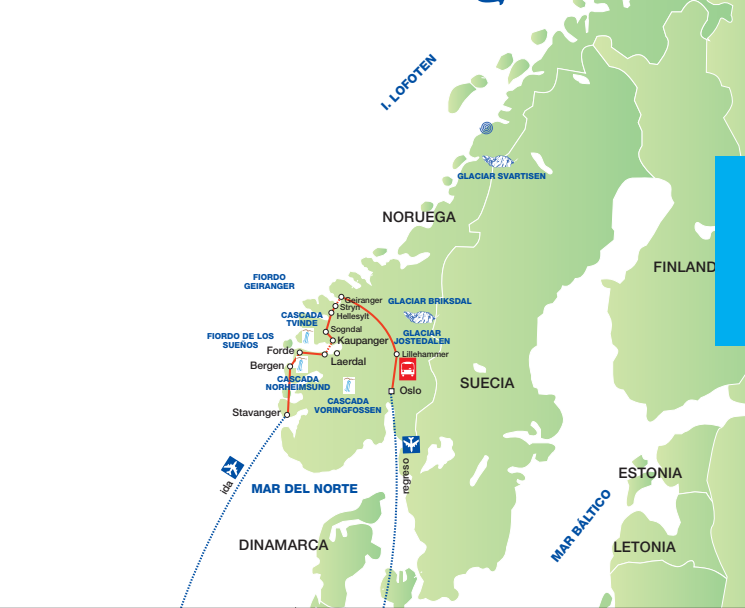 I. LOFOTEN
GLACIAR SVARTISEN
NORUEGA
FINLAND
FIORDO
GEIRANGER
Geiranger
GLACIAR BRIKSDAL
Stryn
Hellesylt
CASCADA
TVINDE
Sogndal
GLACIAR
JOSTEDALEN
FIORDO DE LOS
SUEÑOS
Kaupanger
Forde
Lillehammer
Laerdal
Bergen
CASCADA
NORHEIMSUND
SUECIA
Oslo
CASCADA
VORINGFOSSEN
Stavanger
ida
regreso
MAR DEL NORTE
ESTONIA
MAR BÁLTICO
DINAMARCA
LETONIA